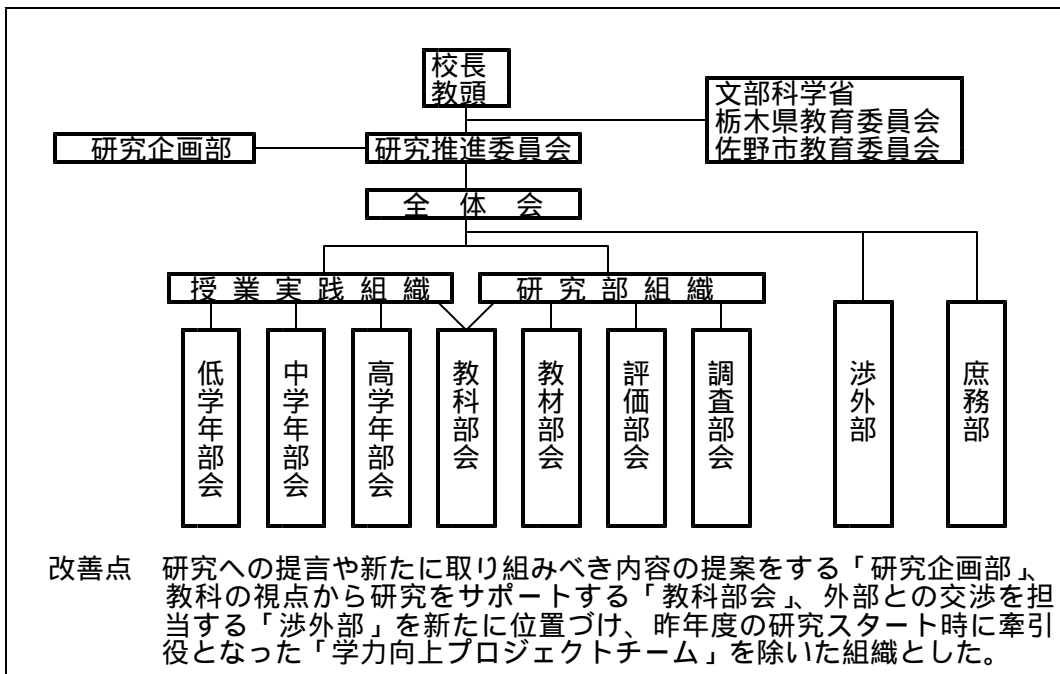 校長
教頭
文部科学省
栃木県教育委員会
佐野市教育委員会
研究企画部
研究推進委員会
全体会
授業実践組織
研究部組織
低学年部会
中学年部会
高学年部会
教科部会
教材部会
評価部会
調査部会
渉外部
庶務部
改善点 研究への提言や新たに取り組みべき内容の提案をする「研究企画部」、
教科の視点から研究をサポートする「教科部会」、外部との交渉を担
当する「渉外部」を新たに位置づけ、昨年度の研究スタート時に牽引
役となった「学力向上プロジェクトチーム」を除いた組織とした。